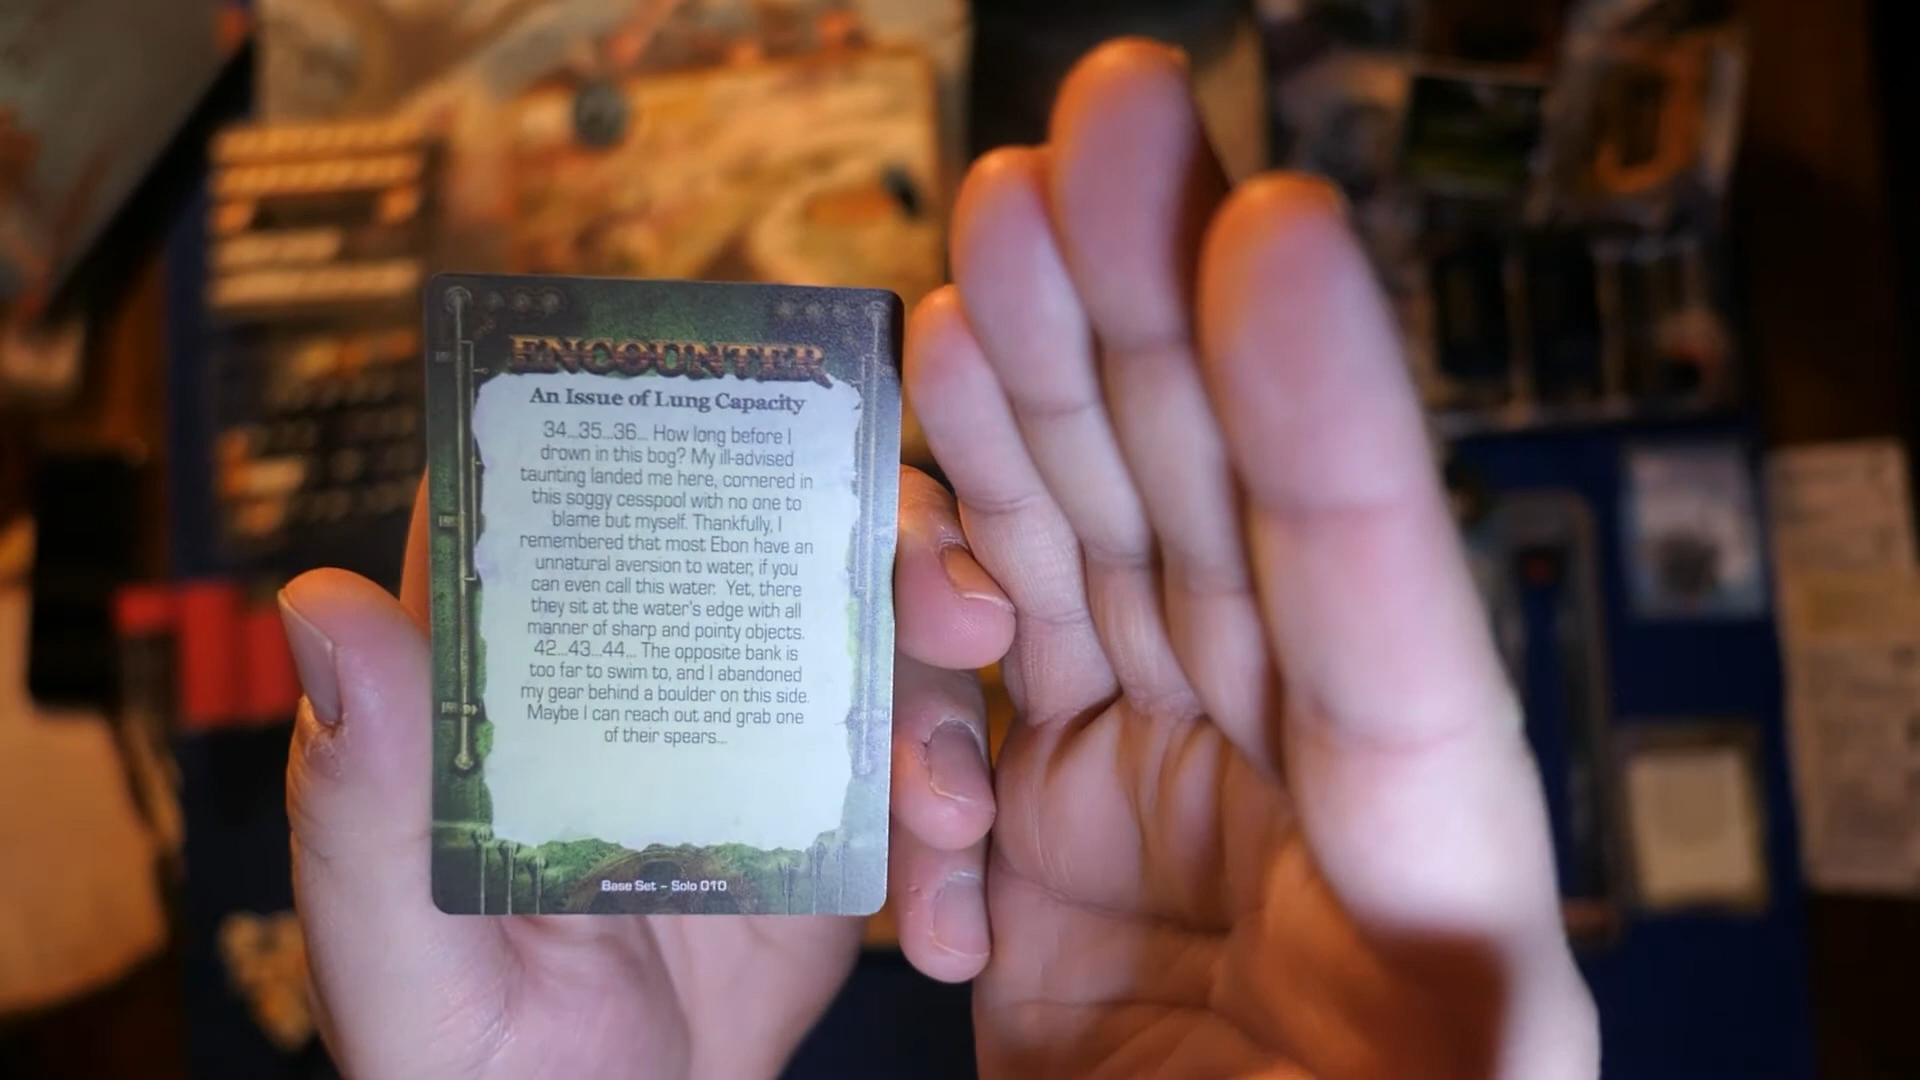 ENCOUNTER
An Issue of Lung Capacity
34...35...36... How long before I
drown in this bog? My ill-advised
taunting landed me here, cornered in
this soggy cesspool with no one to
blame but myself. Thankfully, I
remembered that most Ebon have an
unnatural aversion to water, if you
can even call this water. Yet, there
they sit at the water's edge with all
manner of sharp and pointy objects.
42...43...44... The opposite bank is
too far to swim to, and I abandoned
my gear behind a boulder on this side.
Maybe I can reach out and grab one
of their spears...
Base Set – Solo 010